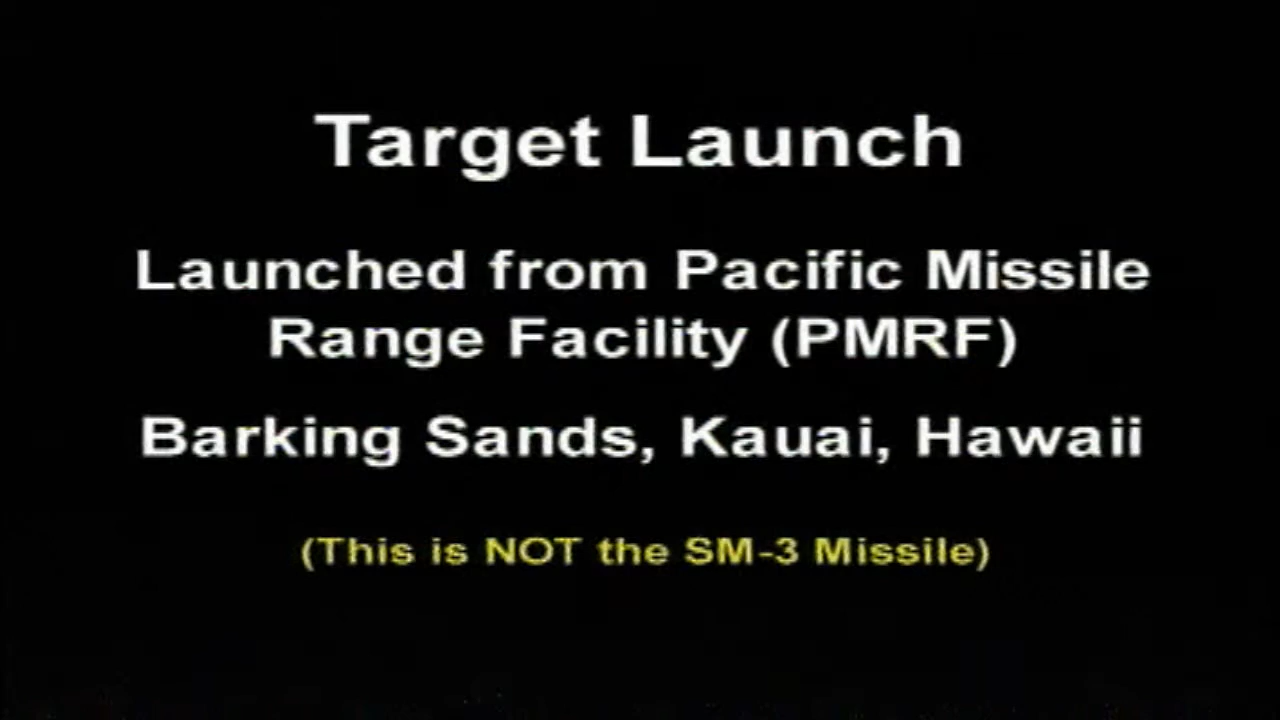 Target Launch
Launched from Pacific Missile
Range Facility (PMRF)
Barking Sands, Kauai, Hawaii
(This is NOT the SM-3 Missile)